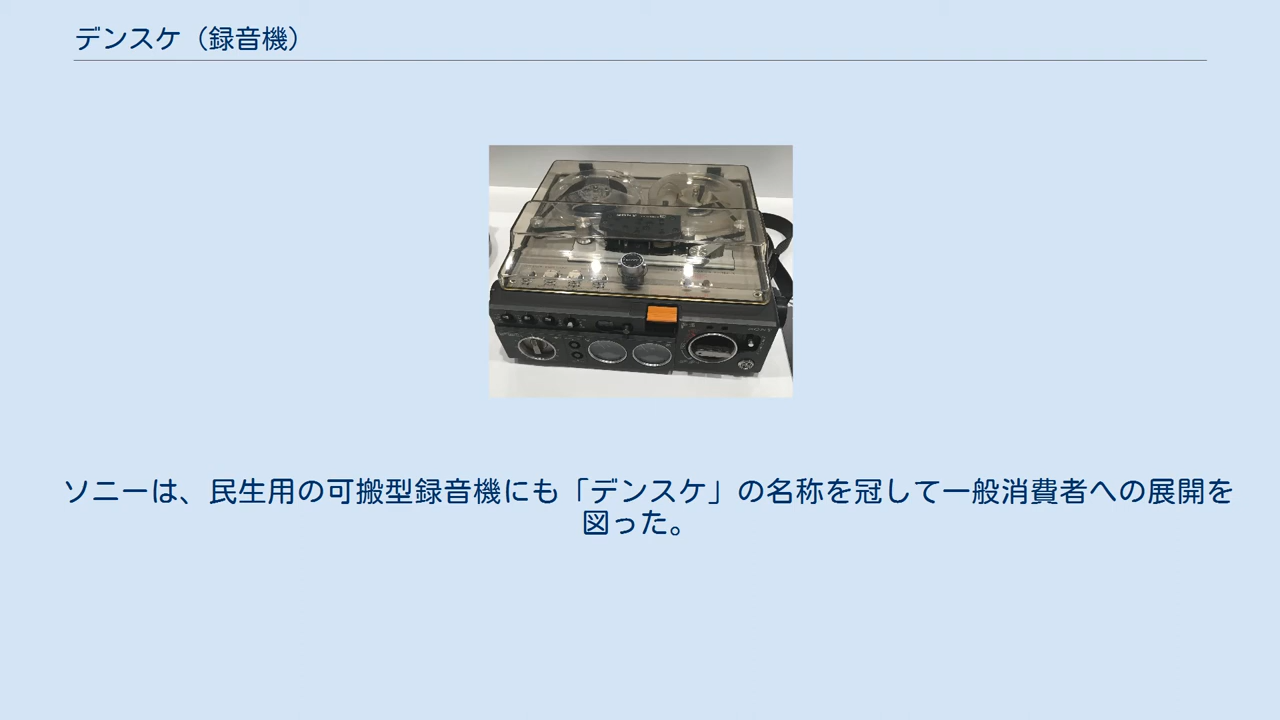 デンスケ（録音機）
SONY
ソニーは、民生用の可搬型録音機にも「デンスケ」の名称を冠して一般消費者への展開を
図った。